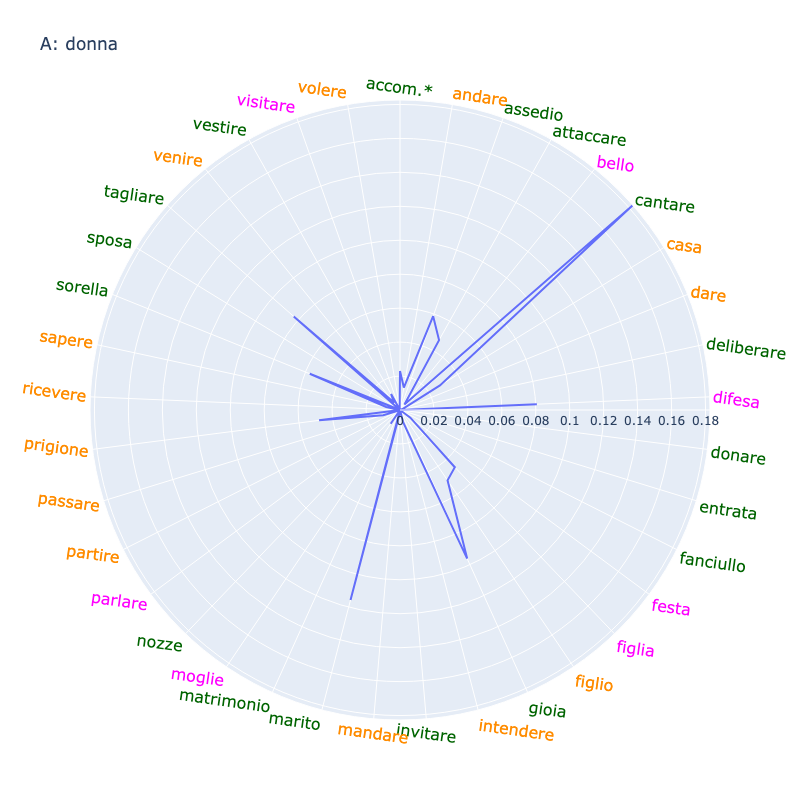 A: donna
accom.*
andare
assedio
attaccare
bello
cantare
casa
dare
deliberare
difesa
donare
entrata
fanciullo
festa
figlia
figlio
gioia
intendere
invitare
mandare
marito
matrimonio
moglie
nozze
parlare
partire
passare
prigione
ricevere
sapere
sorella
sposa
tagliare
venire
vestire
visitare
volere
0 0.02 0.04 0.06 0.08 0.1 0.12 0.14 0.16 0.18